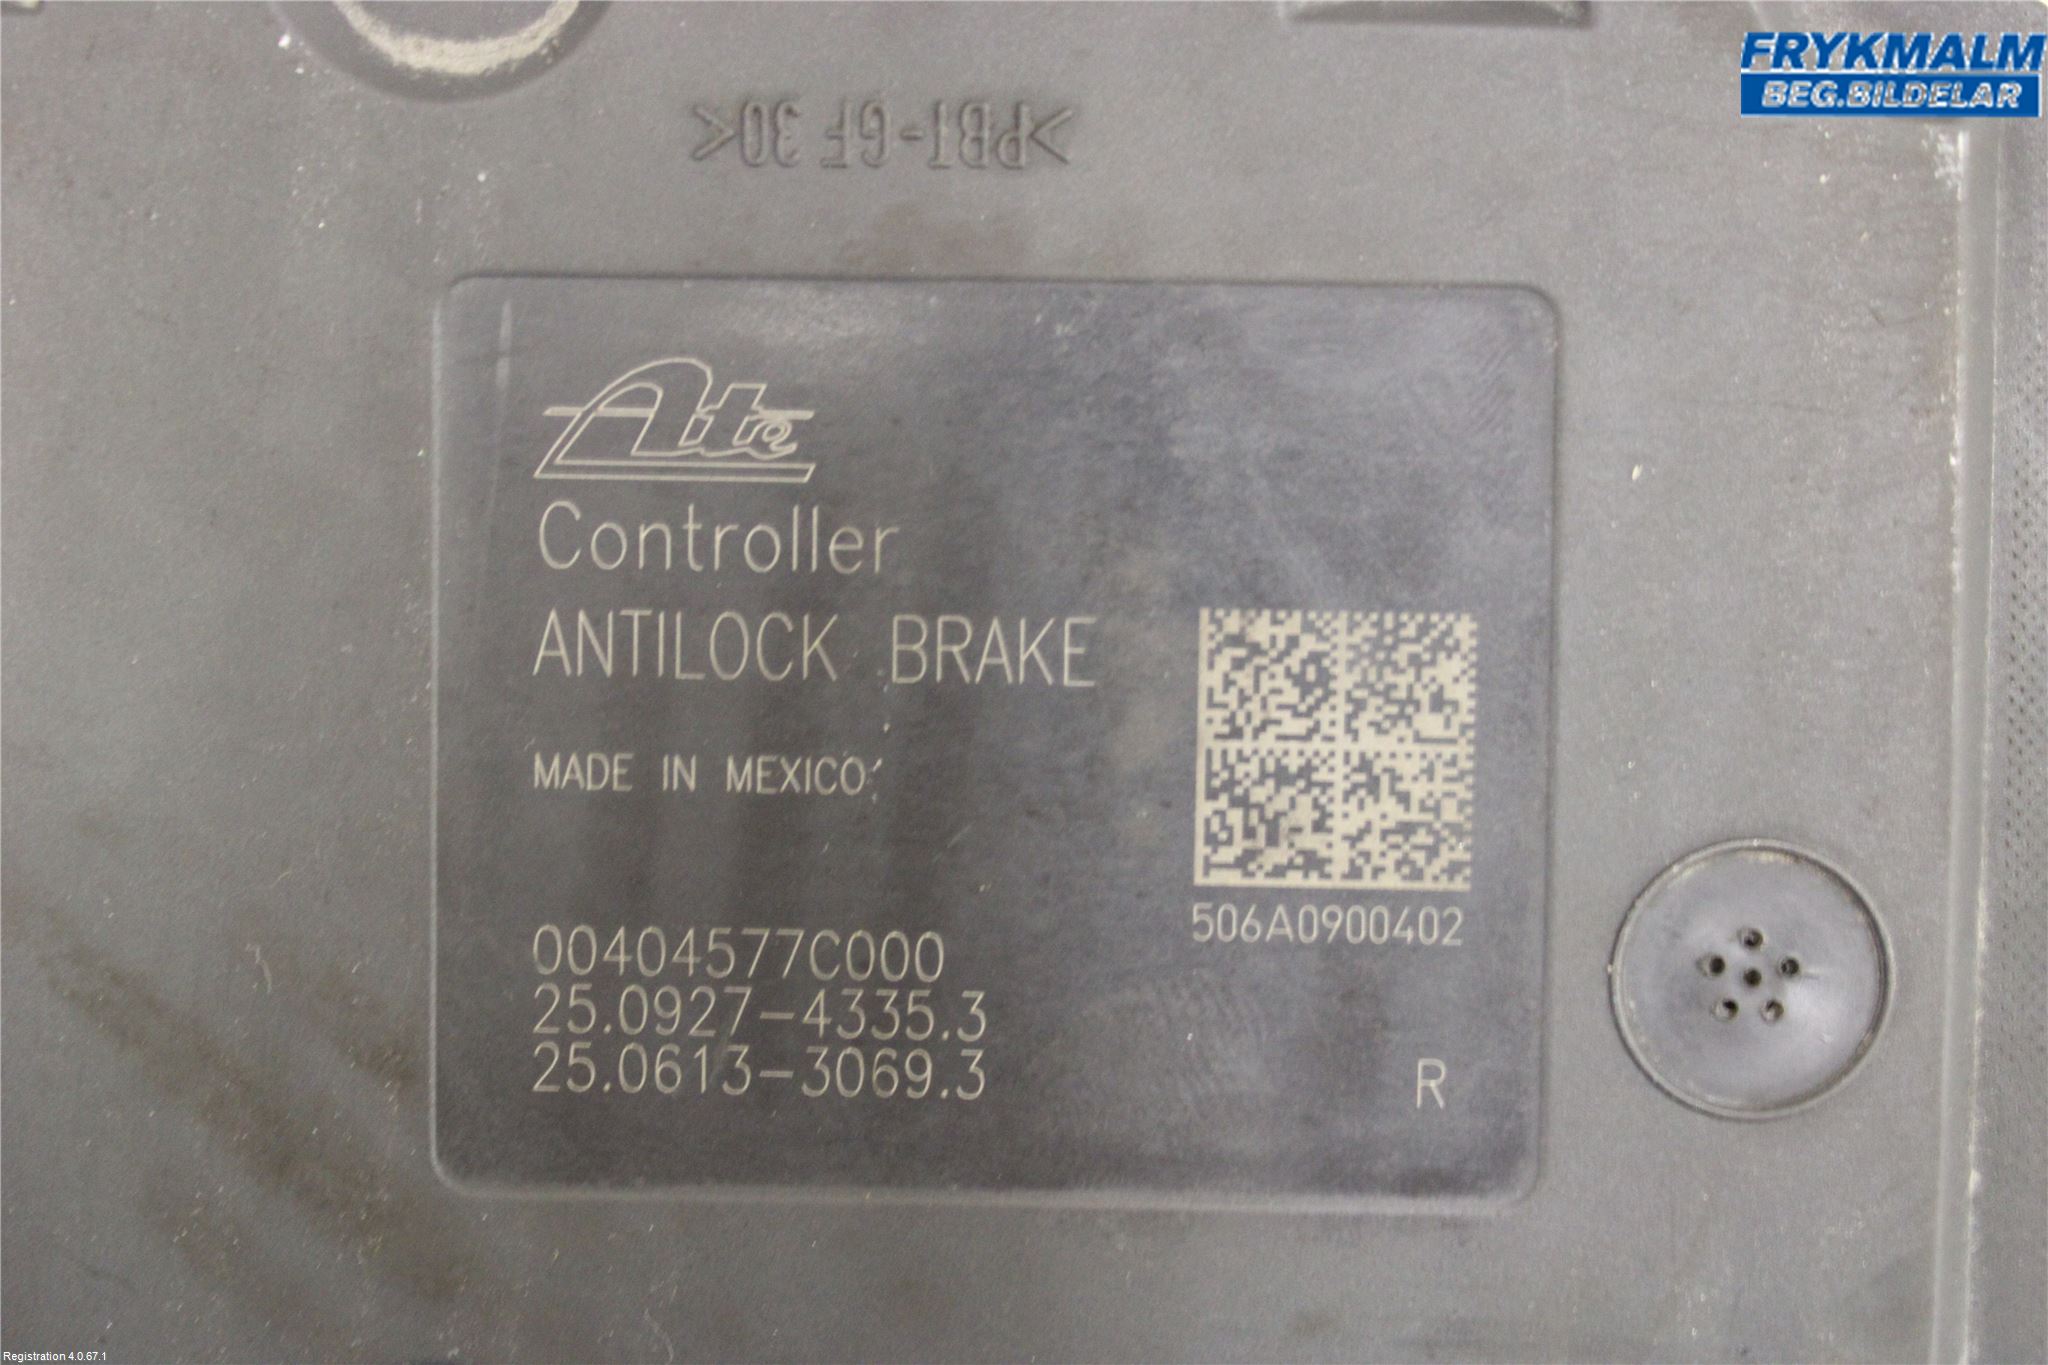 FRYKMALM
BEG.BILDELAR
>PBT-GF 30<
Ate
Controller
ANTILOCK BRAKE
MADE IN MEXICO
506A0900402
00404577C000
25.0927-4335.3
25.0613-3069.3
R
Registration 4.0.67.1